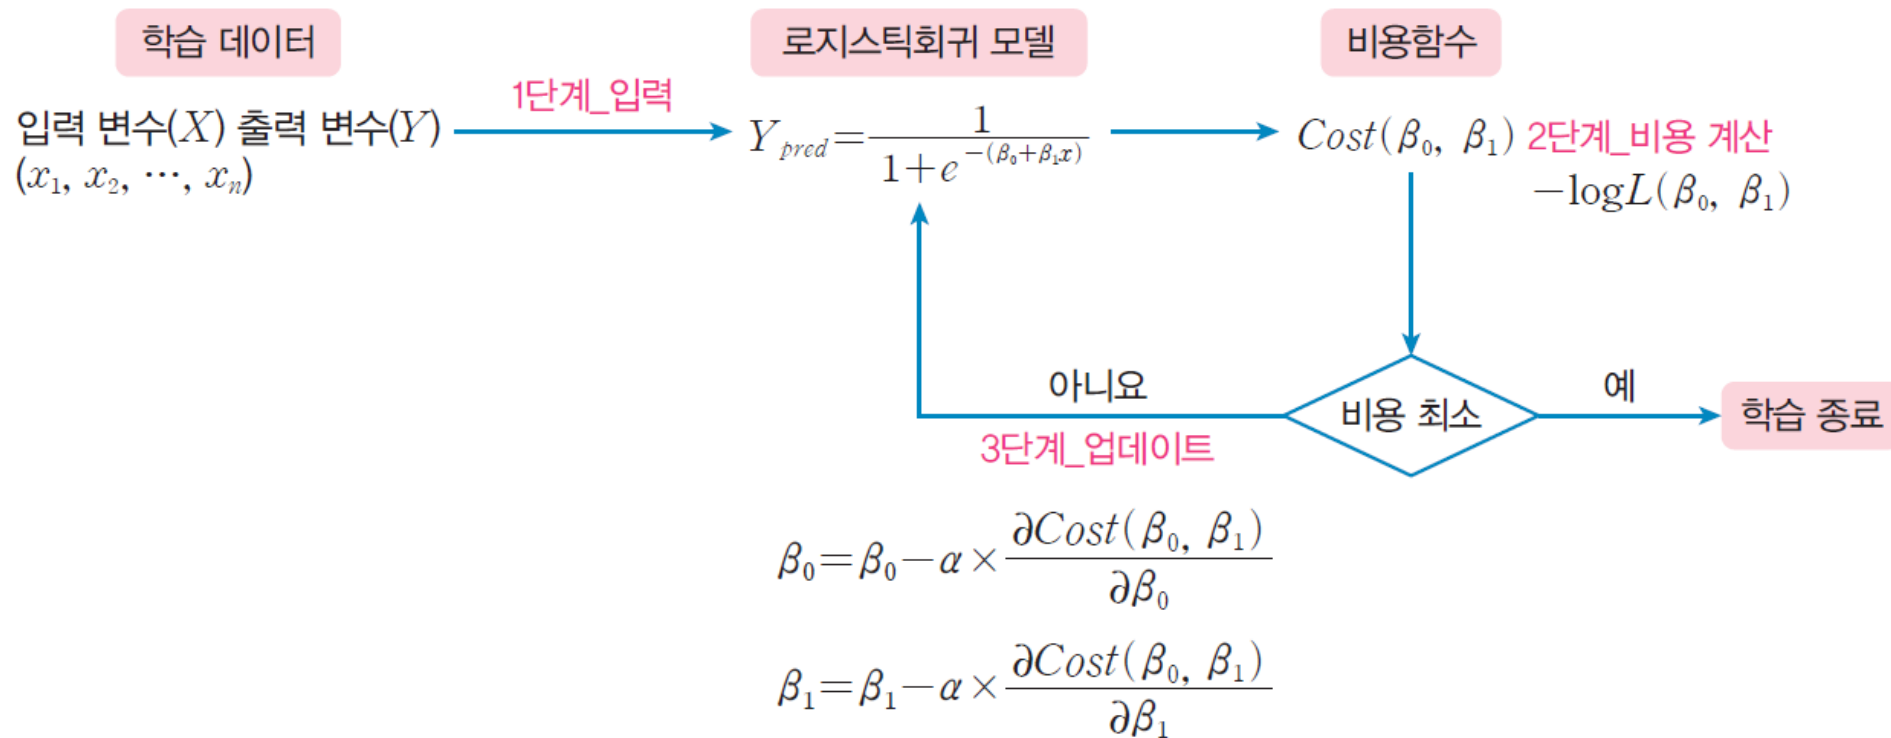 학습 데이터
입력 변수(X) 출력 변수(Y)
(x₁, x₂, ⋯, xₙ)
1단계_입력
로지스틱회귀 모델
Y_pred=1/(1+e^−(β₀+β₁x))
비용함수
Cost(β₀, β₁) 2단계_비용 계산
−logL(β₀, β₁)
비용 최소
예
학습 종료
아니요
3단계_업데이트
β₀=β₀−α×∂Cost(β₀, β₁)/∂β₀
β₁=β₁−α×∂Cost(β₀, β₁)/∂β₁